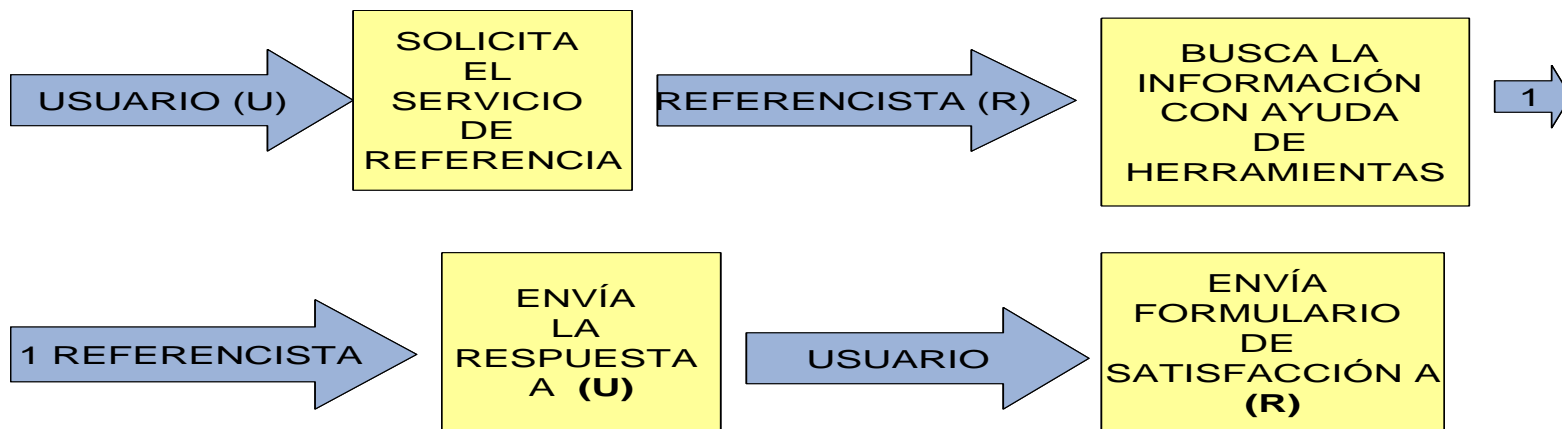 USUARIO (U)
SOLICITA
EL
SERVICIO
DE
REFERENCIA
REFERENCISTA (R)
BUSCA LA
INFORMACIÓN
CON AYUDA
DE
HERRAMIENTAS
1
1 REFERENCISTA
ENVÍA
LA
RESPUESTA
A (U)
USUARIO
ENVÍA
FORMULARIO
DE
SATISFACCIÓN A
(R)